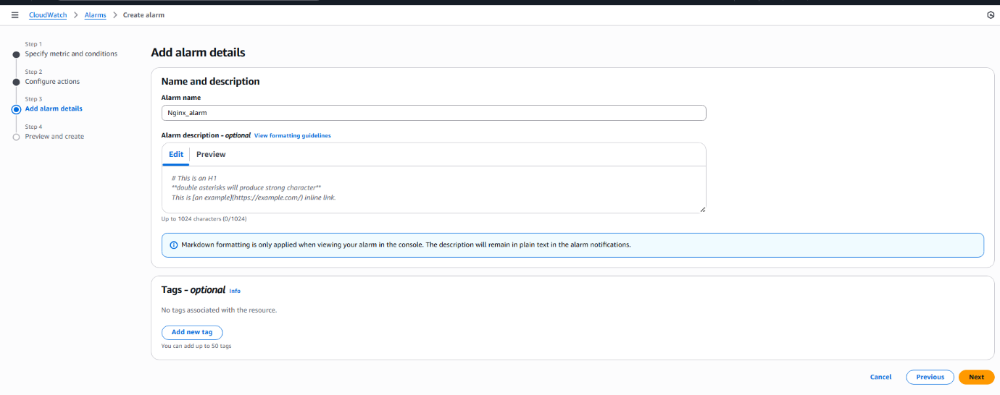 CloudWatch > Alarms > Create alarm
Step 1
Specify metric and conditions
Step 2
Configure actions
Step 3
Add alarm details
Step 4
Preview and create
Add alarm details
Name and description
Alarm name
Nginx_alarm
Alarm description - optional View formatting guidelines
Edit Preview
# This is an H1
**double asterisks will produce strong character**
This is [an example](https://example.com/) inline link.
Up to 1024 characters (0/1024)
Markdown formatting is only applied when viewing your alarm in the console. The description will remain in plain text in the alarm notifications.
Tags - optional Info
No tags associated with the resource.
Add new tag
You can add up to 50 tags
Cancel Previous Next